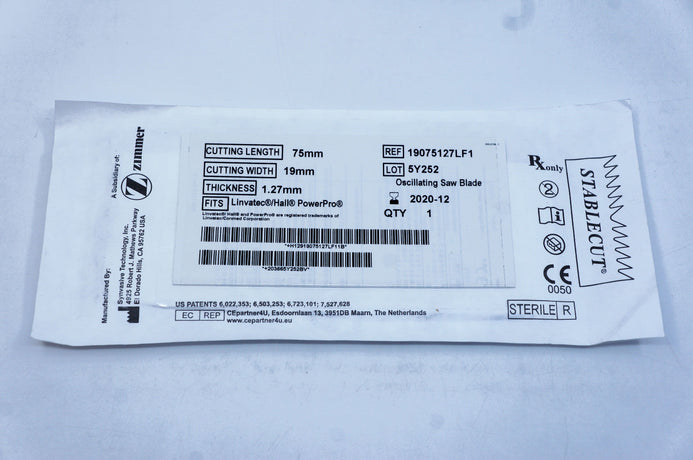 A Subsidiary of:
zimmer
Manufactured By:
Synvasive Technology, Inc.
4925 Robert J. Mathews Parkway
El Dorado Hills, CA 95762 USA
CUTTING LENGTH 75mm
CUTTING WIDTH 19mm
THICKNESS 1.27mm
FITS Linvatec®/Hall® PowerPro®
Linvatec® Hall® and PowerPro® are registered trademarks of
Linvatec/Conmed Corporation
REF 19075127LF1
LOT 5Y252
Oscillating Saw Blade
2020-12
QTY 1
*+H12919075127LF11B*
*+203665Y252BV*
US PATENTS 6,022,353; 6,503,253; 6,723,101; 7,527,628
EC REP CEpartner4U, Esdoornlaan 13, 3951DB Maarn, The Netherlands
www.cepartner4u.eu
Rx only
2
STABLECUT®
CE
0050
STERILE R